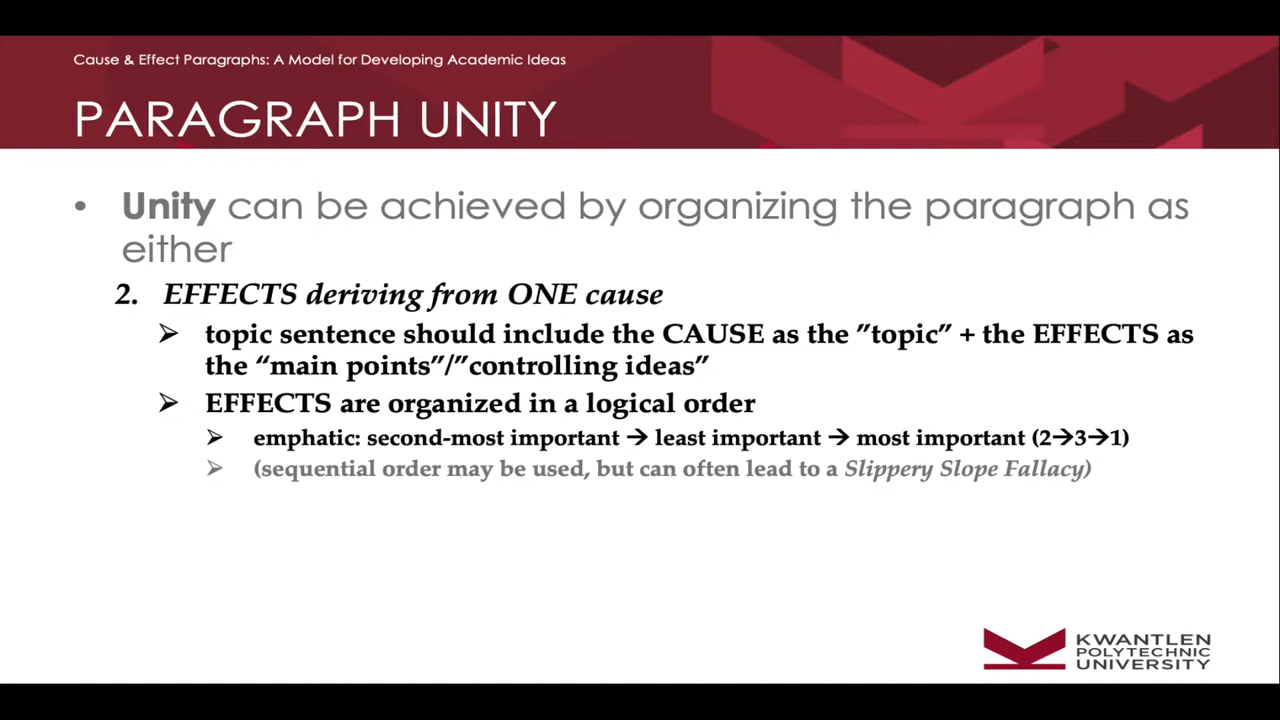 Cause & Effect Paragraphs: A Model for Developing Academic Ideas
PARAGRAPH UNITY
• Unity can be achieved by organizing the paragraph as
either
2. EFFECTS deriving from ONE cause
➢ topic sentence should include the CAUSE as the ”topic” + the EFFECTS as
the “main points”/”controlling ideas”
➢ EFFECTS are organized in a logical order
➢ emphatic: second-most important → least important → most important (2→3→1)
➢ (sequential order may be used, but can often lead to a Slippery Slope Fallacy)
KWANTLEN
POLYTECHNIC
UNIVERSITY